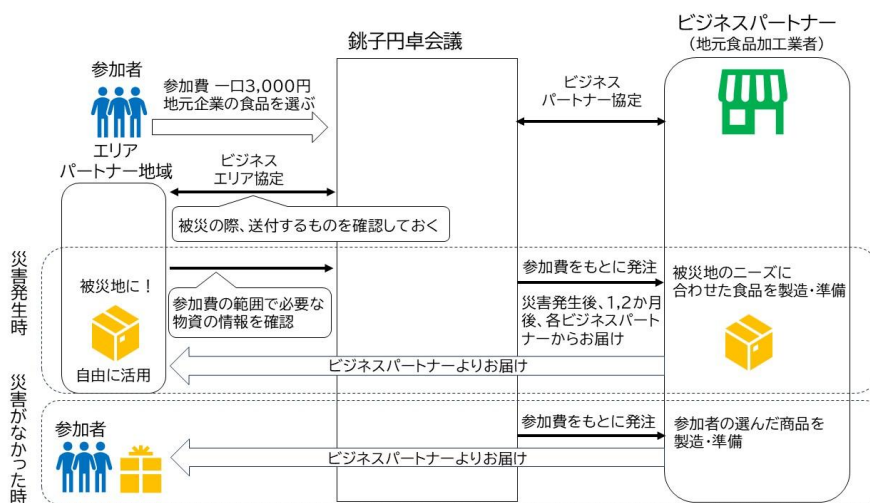 ビジネスパートナー
（地元食品加工業者）
銚子円卓会議
参加者
参加費 一口3,000円
地元企業の食品を選ぶ
ビジネス
パートナー協定
エリア
パートナー地域
ビジネス
エリア協定
被災の際、送付するものを確認しておく
災害発生時
被災地に！
自由に活用
参加費の範囲で必要な
物資の情報を確認
参加費をもとに発注
災害発生後、1,2か月
後、各ビジネスパート
ナーからお届け
被災地のニーズに
合わせた食品を製造・準備
ビジネスパートナーよりお届け
災害がなかった時
参加者
参加費をもとに発注
参加者の選んだ商品を
製造・準備
ビジネスパートナーよりお届け